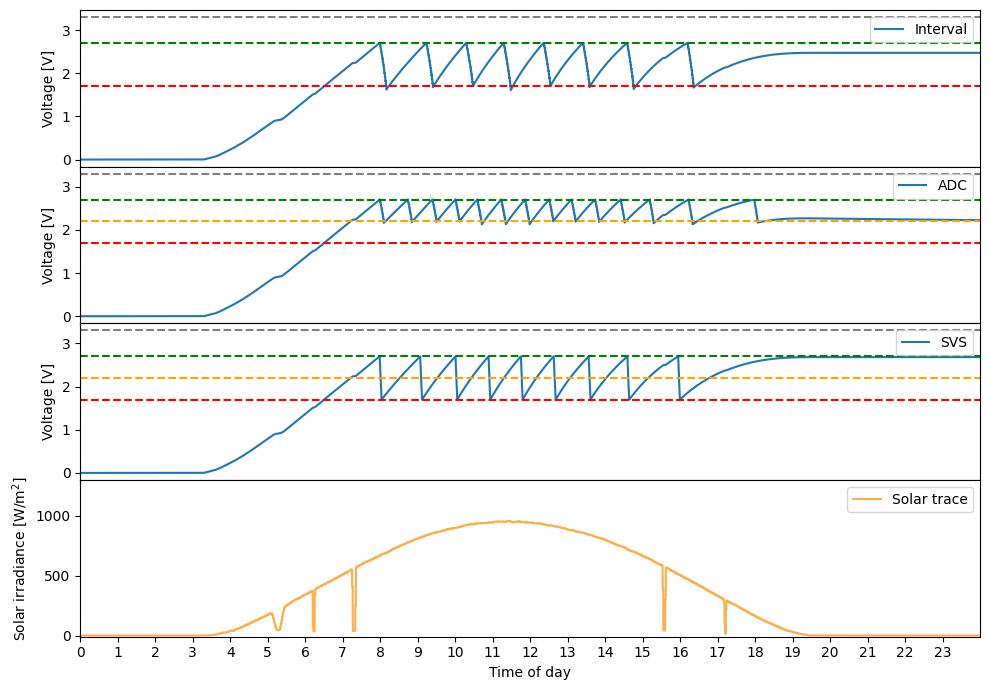 Voltage [V]
3
2
1
0
Interval
Voltage [V]
3
2
1
0
ADC
Voltage [V]
3
2
1
0
SVS
Solar irradiance [W/m²]
1000
500
0
Solar trace
0 1 2 3 4 5 6 7 8 9 10 11 12 13 14 15 16 17 18 19 20 21 22 23
Time of day